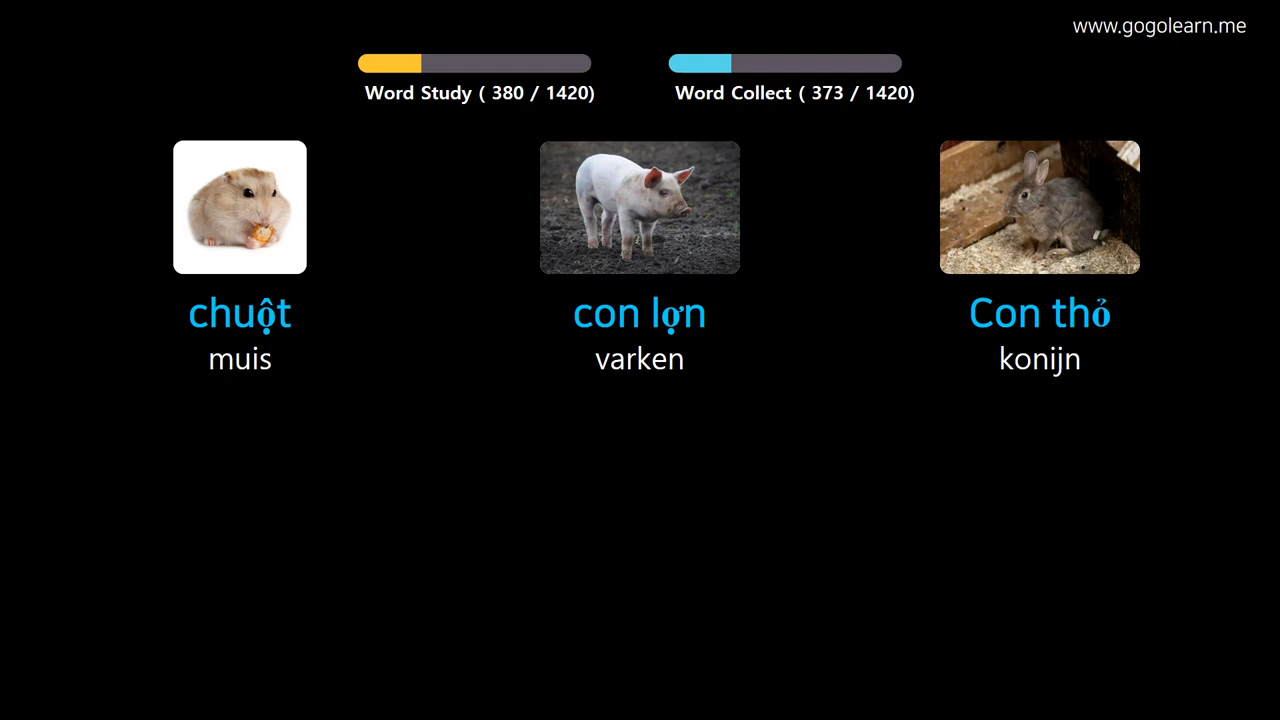 www.gogolearn.me
Word Study ( 380 / 1420)
Word Collect ( 373 / 1420)
chuột
con lợn
Con thỏ
muis
varken
konijn